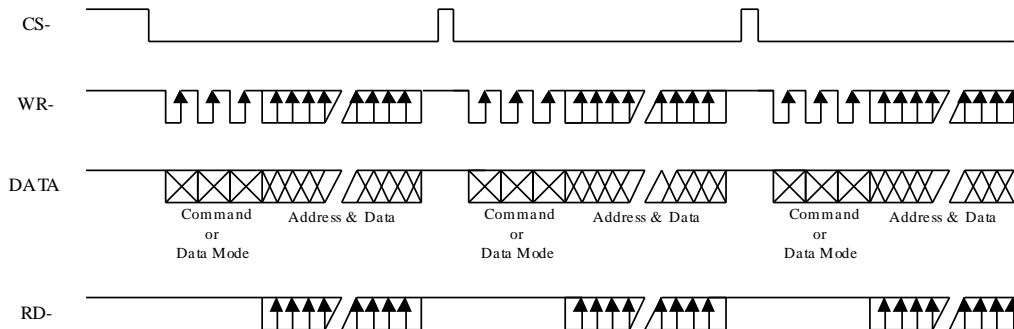 CS-
WR-
DATA
Command
or
Data Mode
Address & Data
Command
or
Data Mode
Address & Data
Command
or
Data Mode
Address & Data
RD-